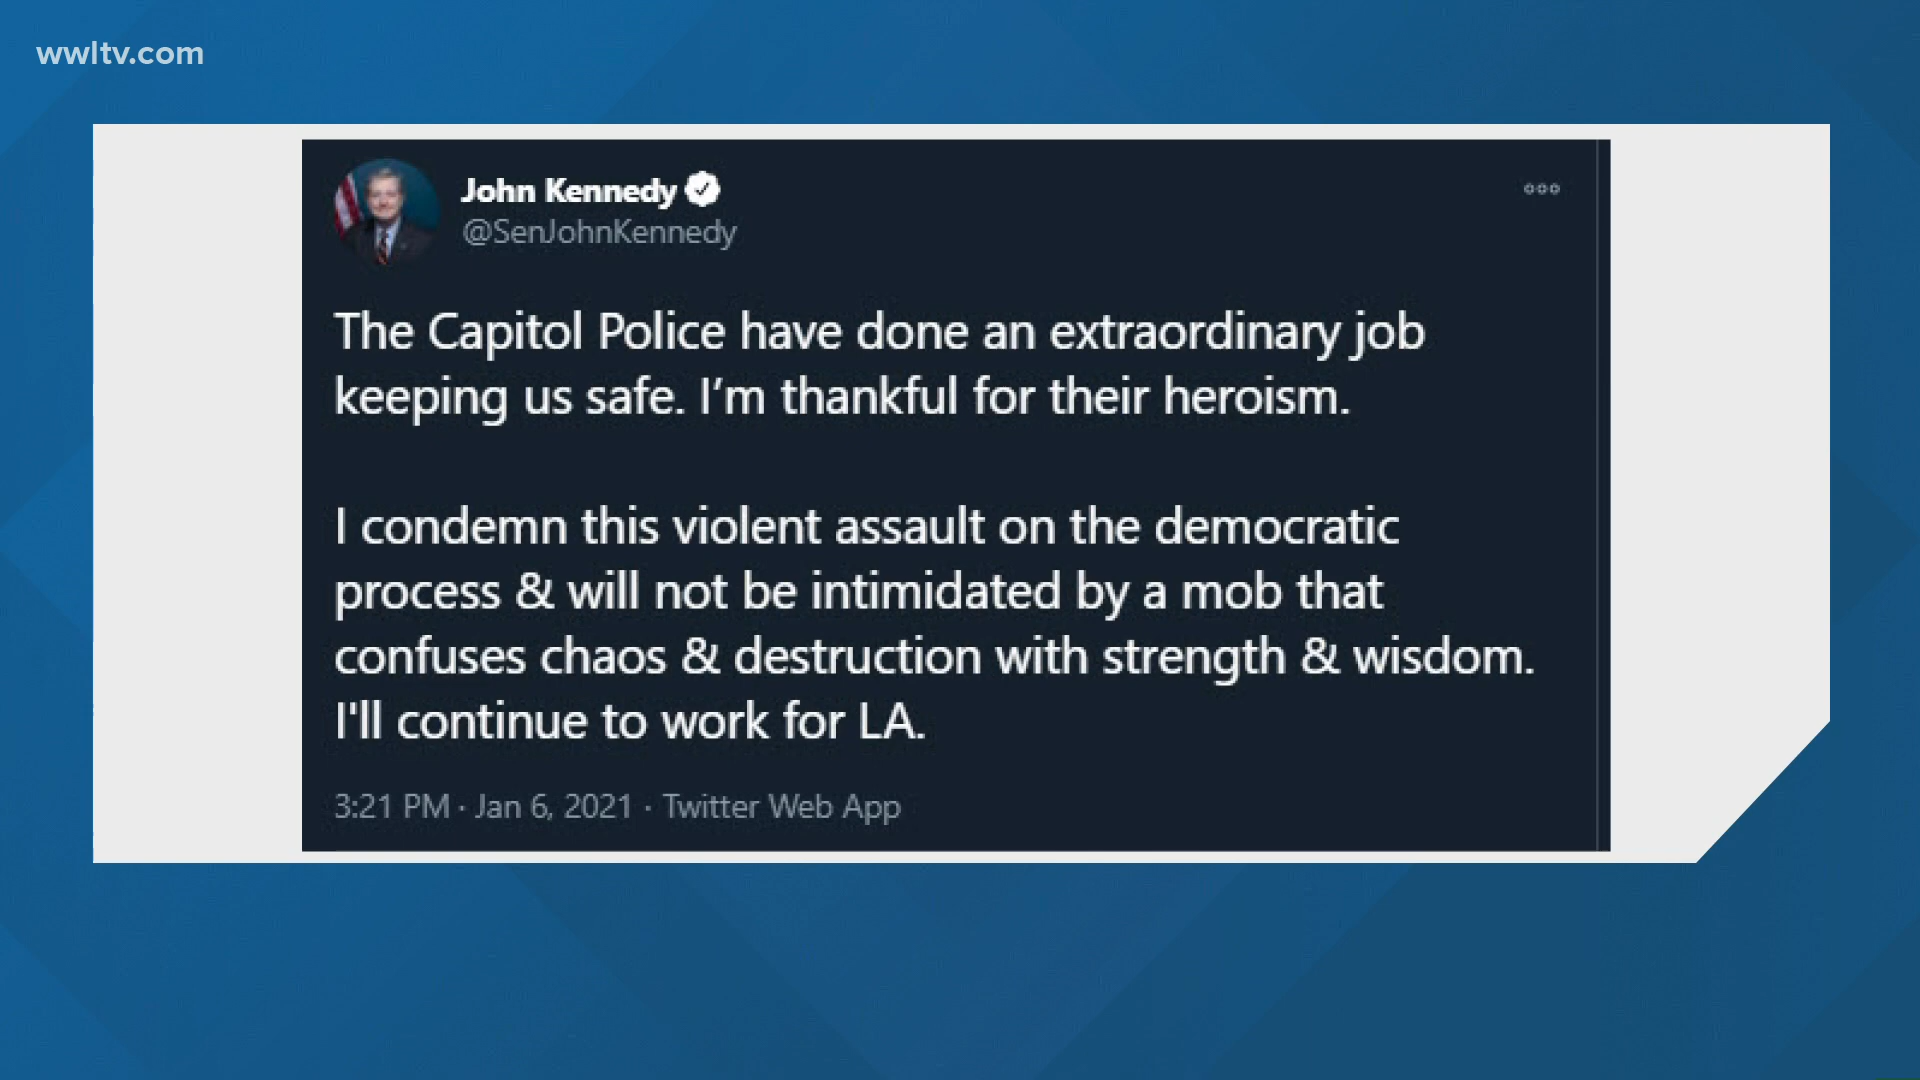 wwltv.com
John Kennedy
@SenJohnKennedy
The Capitol Police have done an extraordinary job
keeping us safe. I’m thankful for their heroism.
I condemn this violent assault on the democratic
process & will not be intimidated by a mob that
confuses chaos & destruction with strength & wisdom.
I'll continue to work for LA.
3:21 PM · Jan 6, 2021 · Twitter Web App